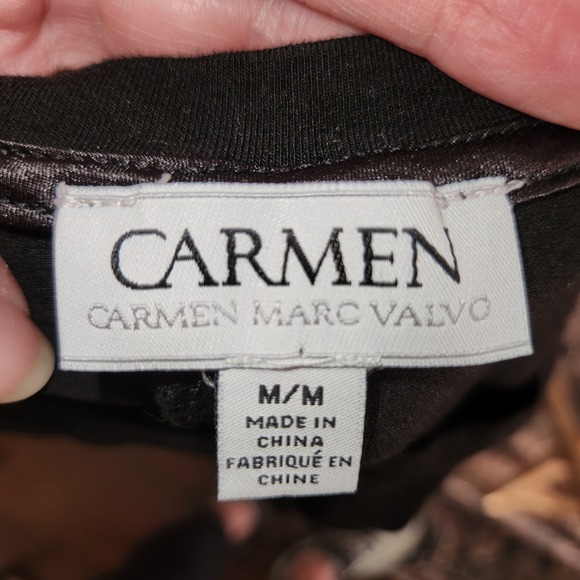 CARMEN
CARMEN MARC VALVO
M/M
MADE IN
CHINA
FABRIQUÉ EN
CHINE